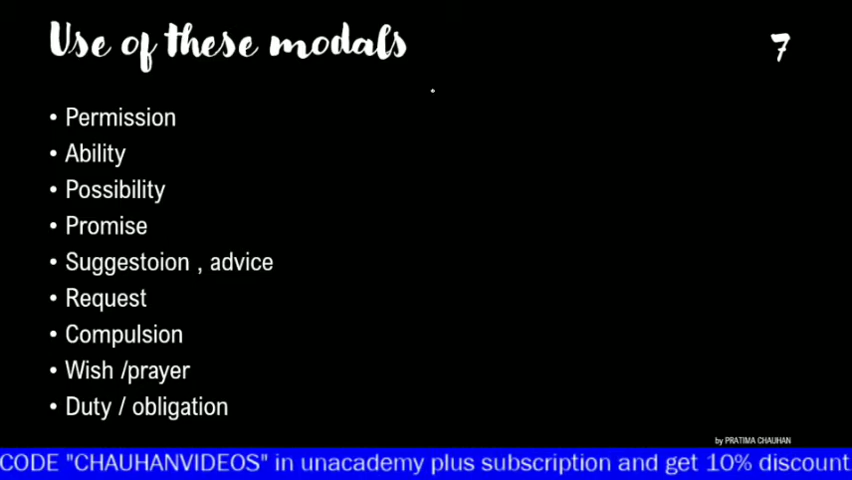 Use of these modals
7
• Permission
• Ability
• Possibility
• Promise
• Suggestoion , advice
• Request
• Compulsion
• Wish /prayer
• Duty / obligation
by PRATIMA CHAUHAN
CODE "CHAUHANVIDEOS" in unacademy plus subscription and get 10% discount